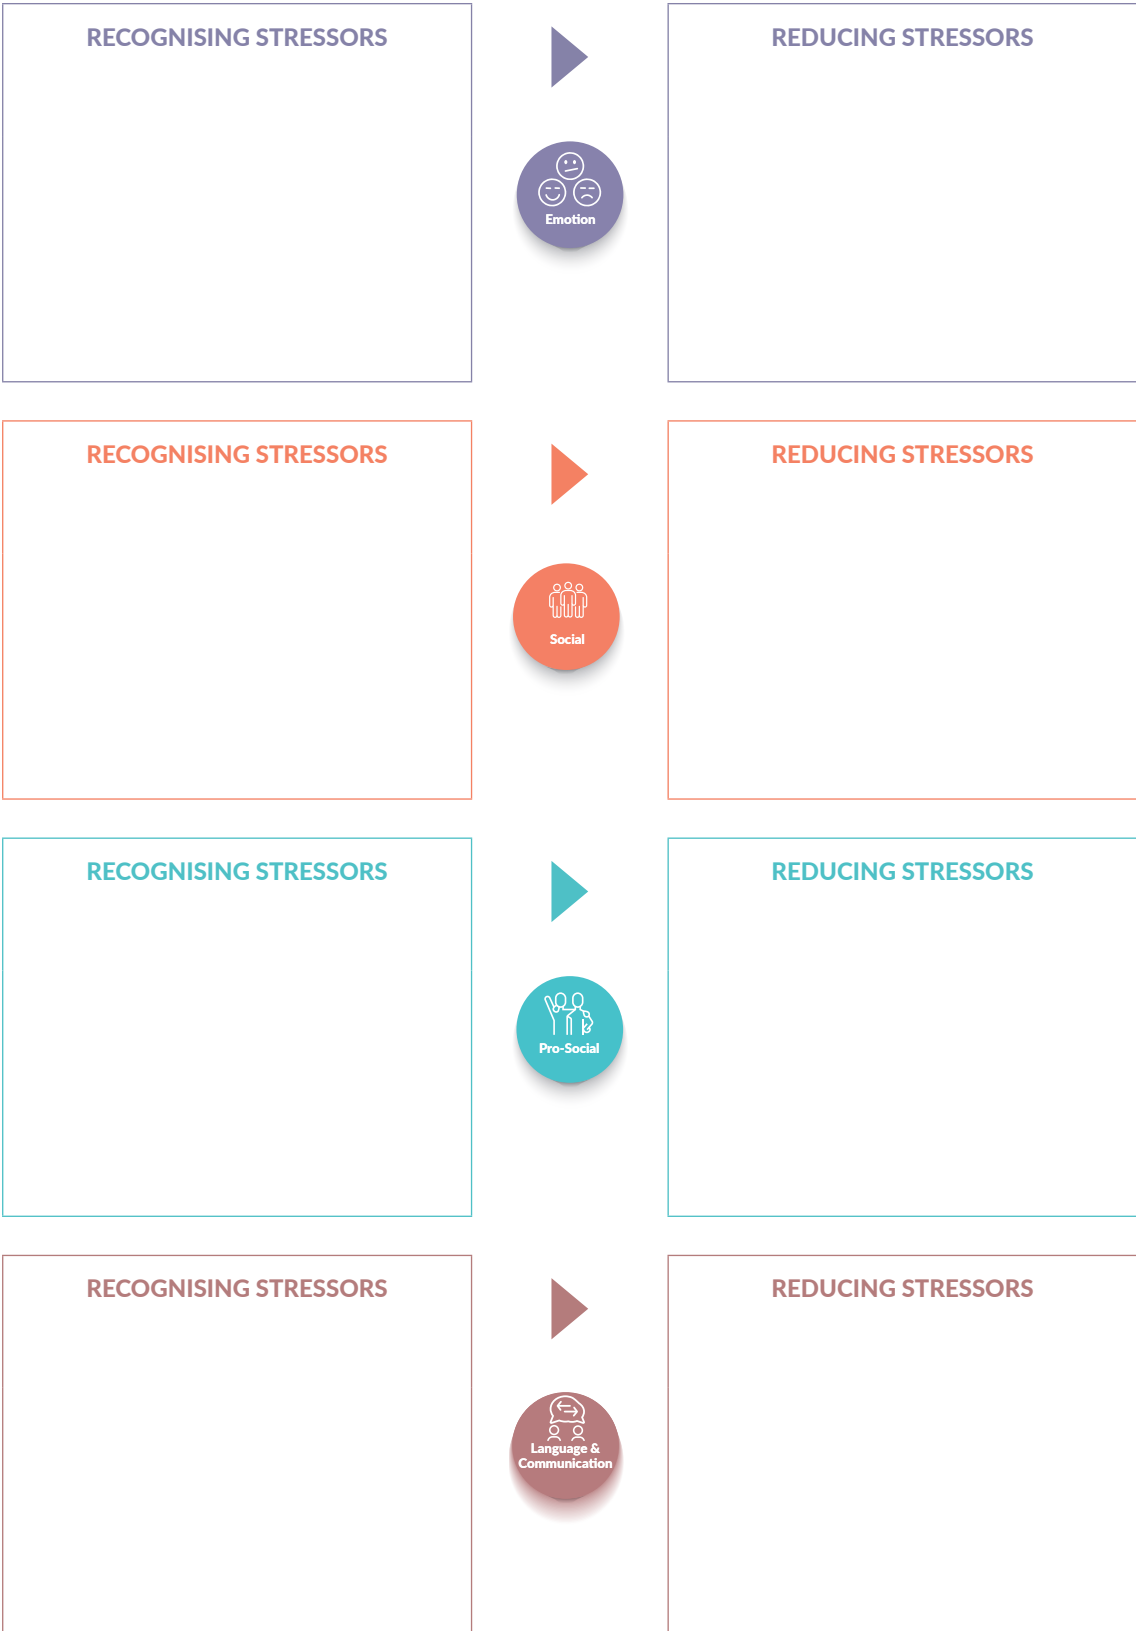 RECOGNISING STRESSORS
REDUCING STRESSORS
Emotion
RECOGNISING STRESSORS
REDUCING STRESSORS
Social
RECOGNISING STRESSORS
REDUCING STRESSORS
Pro-Social
RECOGNISING STRESSORS
REDUCING STRESSORS
Language &
Communication